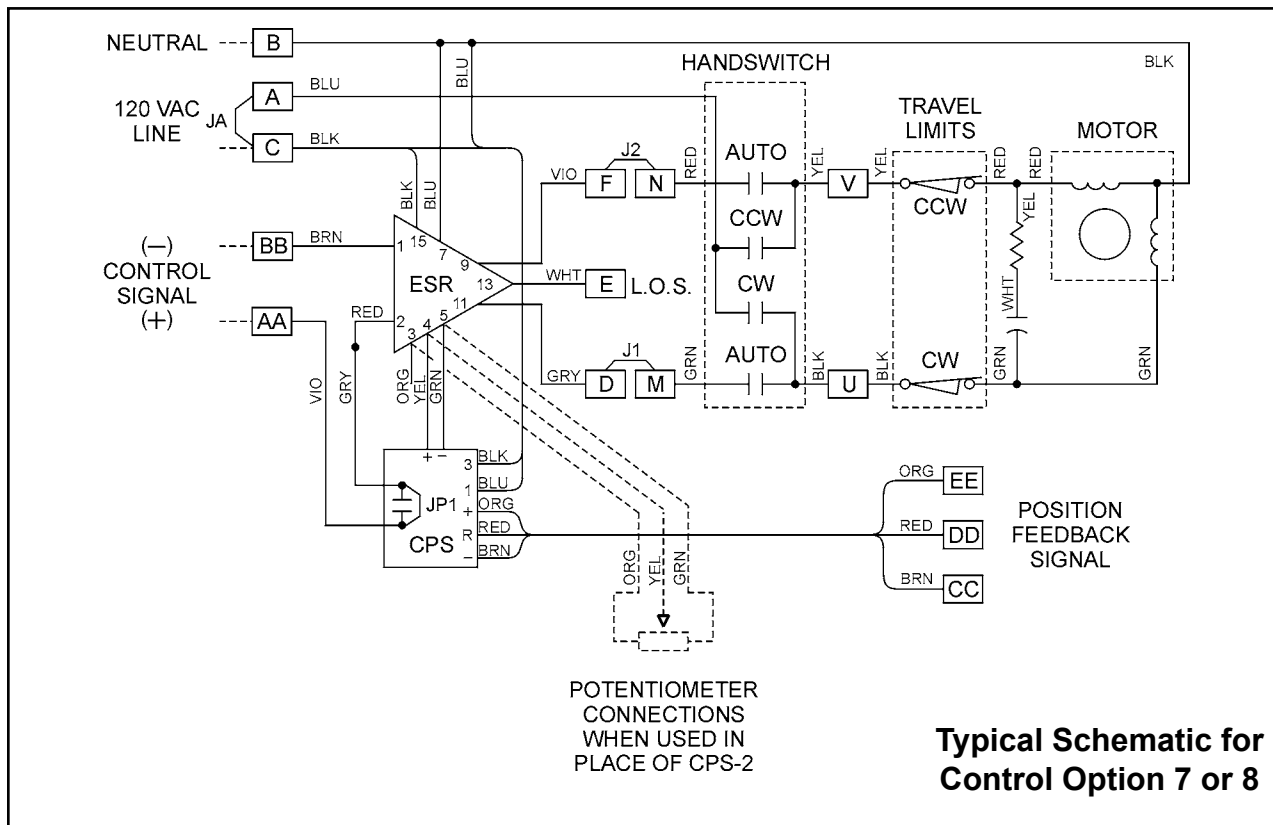 NEUTRAL
B
BLU
HANDSWITCH
BLK
A
BLU
120 VAC
LINE
JA
TRAVEL
LIMITS
MOTOR
C
BLK
J2
RED
AUTO
YEL
YEL
RED
RED
VIO
F
N
V
BLK
BLU
CCW
CCW
YEL
(−)
CONTROL
SIGNAL
(+)
BB
BRN
1
15
7
9
ESR
13
WHT
E
L.O.S.
CW
WHT
11
5
4
3
2
AA
RED
J1
GRN
AUTO
BLK
BLK
CW
GRN
GRN
GRY
D
M
U
VIO
GRY
ORG
YEL
GRN
+
−
3
BLK
1
BLU
JP1
+
ORG
CPS
R
RED
−
BRN
ORG
EE
RED
DD
BRN
CC
POSITION
FEEDBACK
SIGNAL
ORG
YEL
GRN
POTENTIOMETER
CONNECTIONS
WHEN USED IN
PLACE OF CPS-2
Typical Schematic for
Control Option 7 or 8